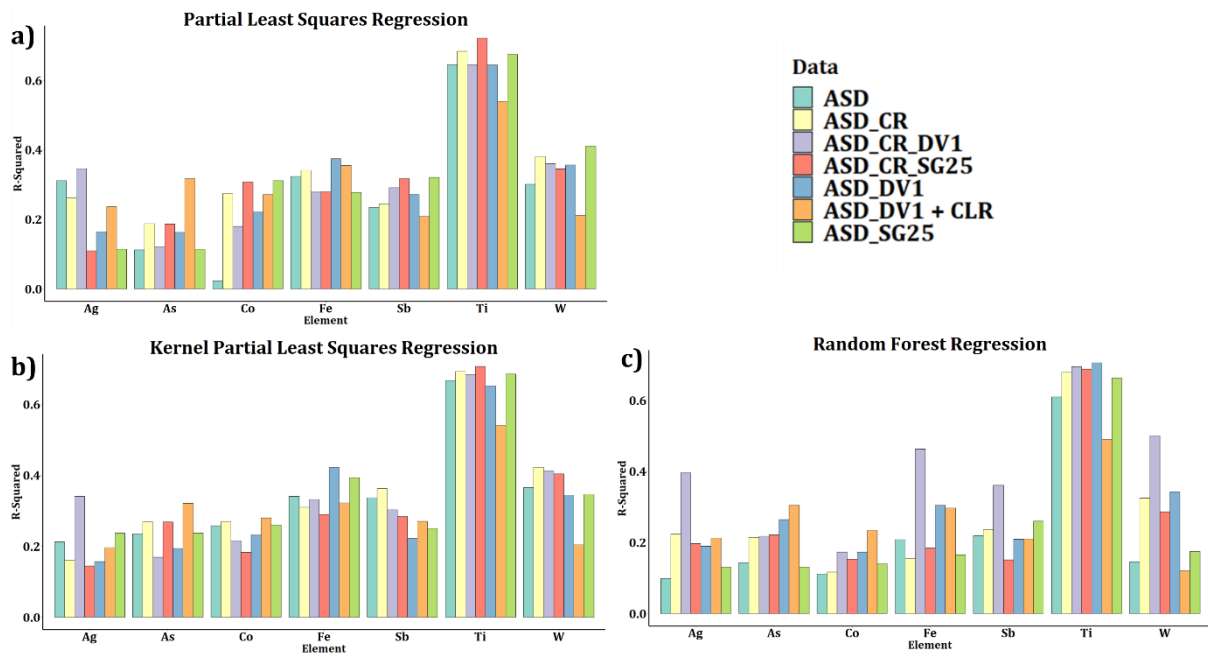 Partial Least Squares Regression
a)
R-Squared
0.6
0.4
0.2
0.0
Ag As Co Fe Sb Ti W
Element
Data
ASD
ASD_CR
ASD_CR_DV1
ASD_CR_SG25
ASD_DV1
ASD_DV1 + CLR
ASD_SG25
Kernel Partial Least Squares Regression
b)
R-Squared
0.6
0.4
0.2
0.0
Ag As Co Fe Sb Ti W
Element
Random Forest Regression
c)
R-Squared
0.6
0.4
0.2
0.0
Ag As Co Fe Sb Ti W
Element